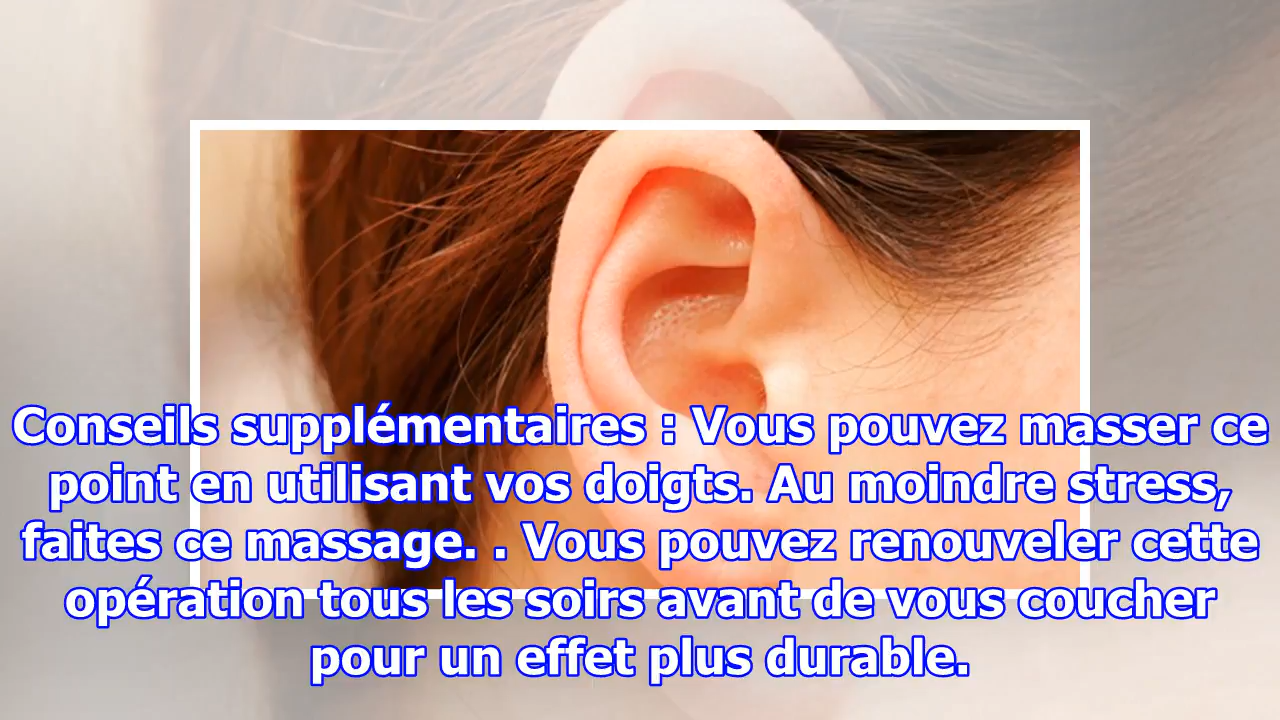 Conseils supplémentaires : Vous pouvez masser ce
point en utilisant vos doigts. Au moindre stress,
faites ce massage. . Vous pouvez renouveler cette
opération tous les soirs avant de vous coucher
pour un effet plus durable.